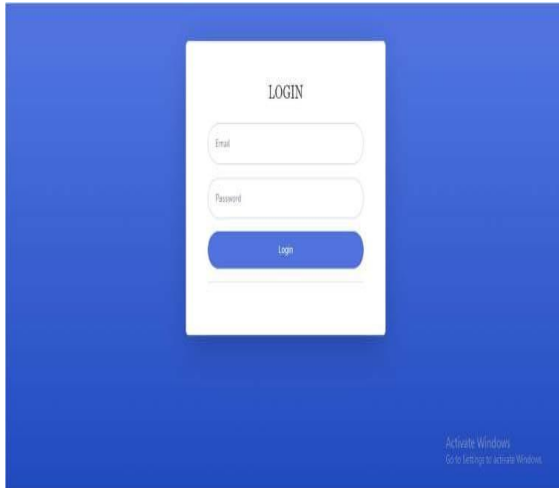 LOGIN
Email
Password
Login
Activate Windows
Go to Settings to activate Windows.